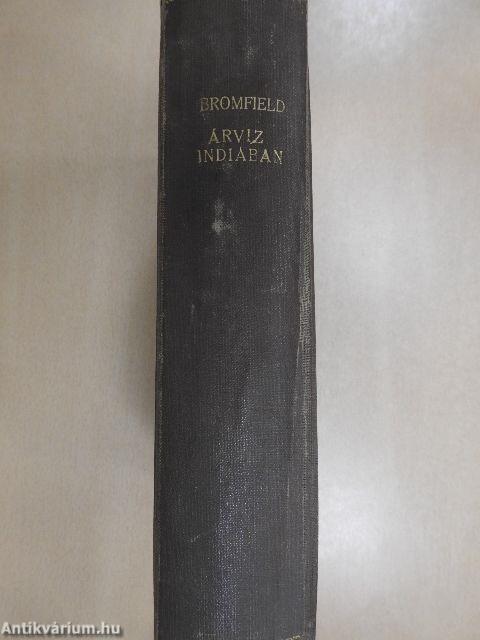 BROMFIELD
ÁRVIZ
INDIÁBAN
Antikvárium.hu